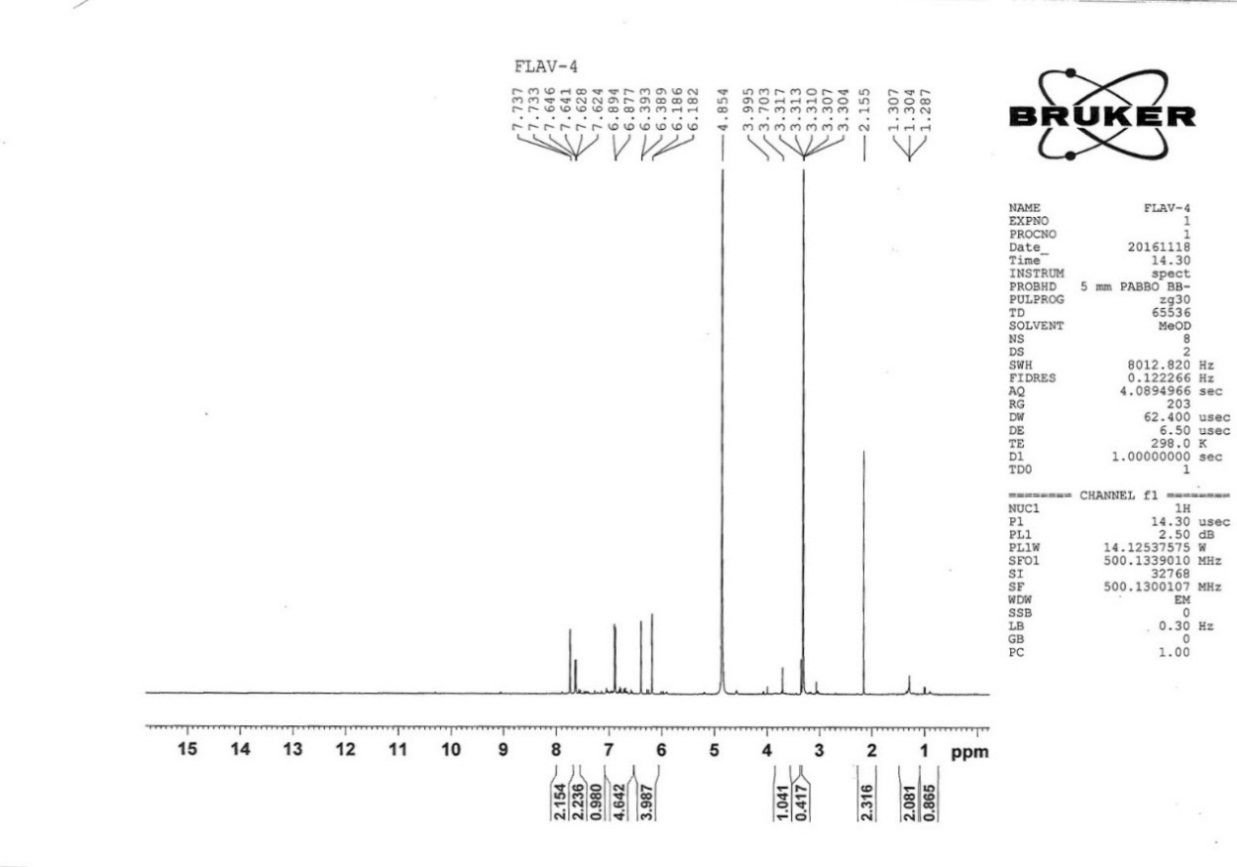 FLAV-4
7.737
7.733
7.646
7.641
7.628
7.624
6.894
6.877
6.393
6.389
6.186
6.182
4.854
3.995
3.703
3.317
3.313
3.310
3.307
3.304
2.155
1.307
1.304
1.287
BRUKER
NAME FLAV-4
EXPNO 1
PROCNO 1
Date_ 20161118
Time 14.30
INSTRUM spect
PROBHD 5 mm PABBO BB-
PULPROG zg30
TD 65536
SOLVENT MeOD
NS 8
DS 2
SWH 8012.820 Hz
FIDRES 0.122266 Hz
AQ 4.0894966 sec
RG 203
DW 62.400 usec
DE 6.50 usec
TE 298.0 K
D1 1.00000000 sec
TD0 1
======== CHANNEL f1 ========
NUC1 1H
P1 14.30 usec
PL1 2.50 dB
PL1W 14.12537575 W
SFO1 500.1339010 MHz
SI 32768
SF 500.1300107 MHz
WDW EM
SSB 0
LB 0.30 Hz
GB 0
PC 1.00
15 14 13 12 11 10 9 8 7 6 5 4 3 2 1 ppm
2.154
2.236
0.980
4.642
3.987
1.041
0.417
2.316
2.081
0.865